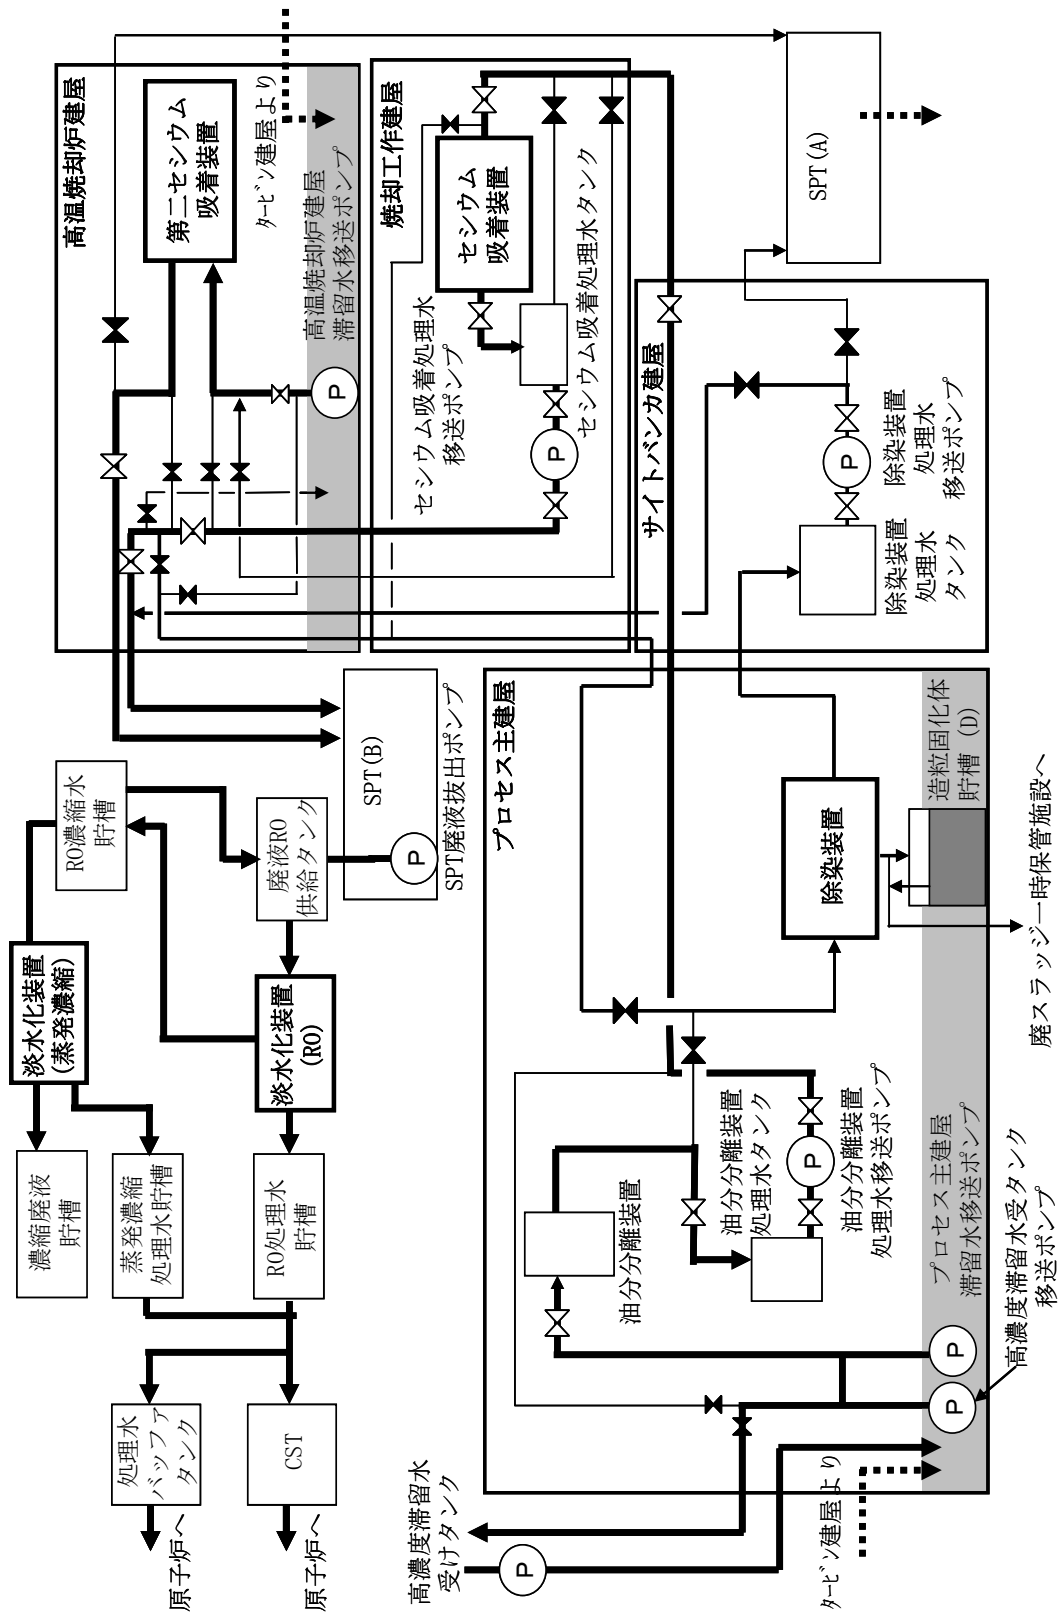 高温焼却炉建屋
第二セシウム
吸着装置
タービン建屋より
高温焼却炉建屋
滞留水移送ポンプ
P
焼却工作建屋
セシウム
吸着装置
セシウム吸着処理水
移送ポンプ
セシウム吸着処理水タンク
P
SPT(A)
サイトバンカ建屋
除染装置
処理水
移送ポンプ
P
除染装置
処理水
タンク
SPT(B)
P
SPT廃液抜出ポンプ
RO濃縮水
貯槽
廃液RO
供給タンク
淡水化装置
(蒸発濃縮)
淡水化装置
(RO)
濃縮廃液
貯槽
蒸発濃縮
処理水貯槽
RO処理水
貯槽
処理水
バッファ
タンク
CST
原子炉へ
原子炉へ
プロセス主建屋
除染装置
造粒固化体
貯槽 (D)
廃スラッジ一時保管施設へ
油分分離装置
油分分離装置
処理水タンク
P
油分分離装置
処理水移送ポンプ
プロセス主建屋
滞留水移送ポンプ
P
P
高濃度滞留水受タンク
移送ポンプ
高濃度滞留水
受けタンク
P
タービン建屋より